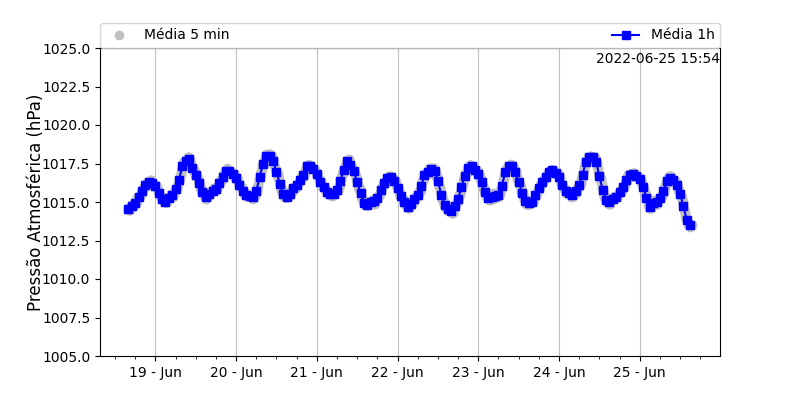 Média 5 min
Média 1h
2022-06-25 15:54
Pressão Atmosférica (hPa)
1025.0
1022.5
1020.0
1017.5
1015.0
1012.5
1010.0
1007.5
1005.0
19 - Jun
20 - Jun
21 - Jun
22 - Jun
23 - Jun
24 - Jun
25 - Jun